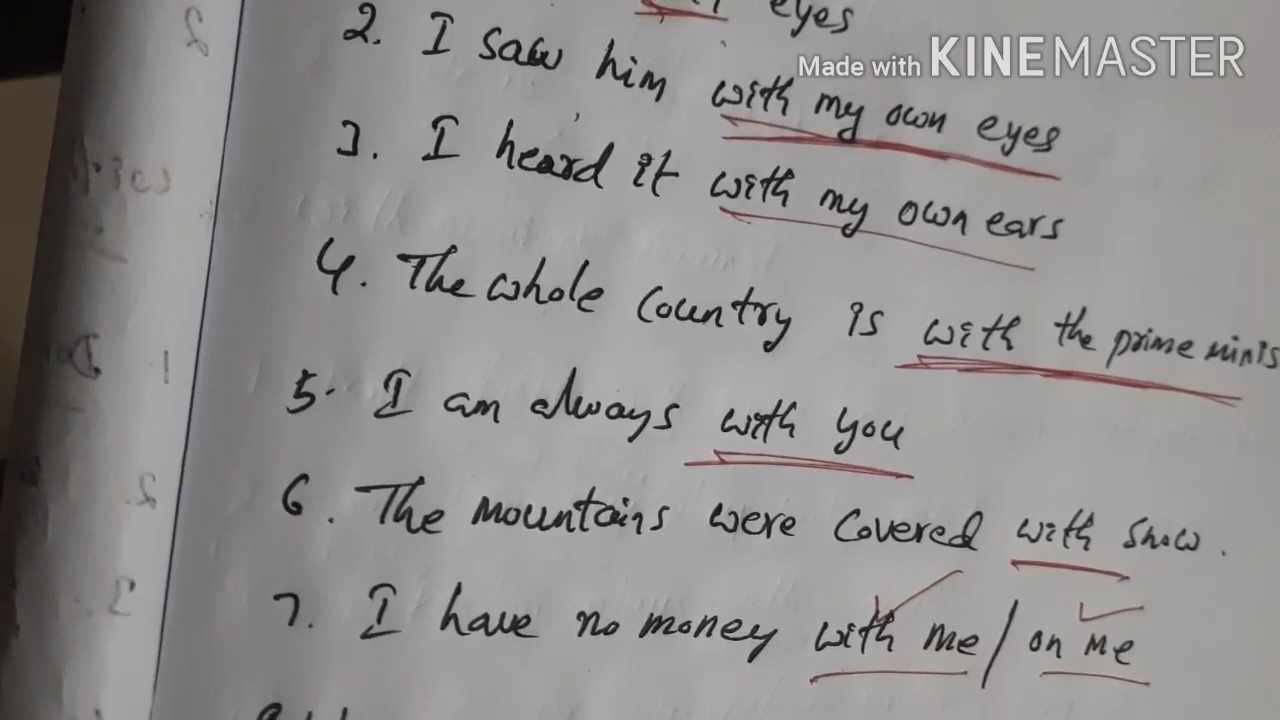 eyes
Made with KINEMASTER
2. I saw him with my own eyes
3. I heard it with my own ears
4. The whole country is with the prime minis
5. I am always with you
6. The mountains were covered with snow.
7. I have no money with me / on me